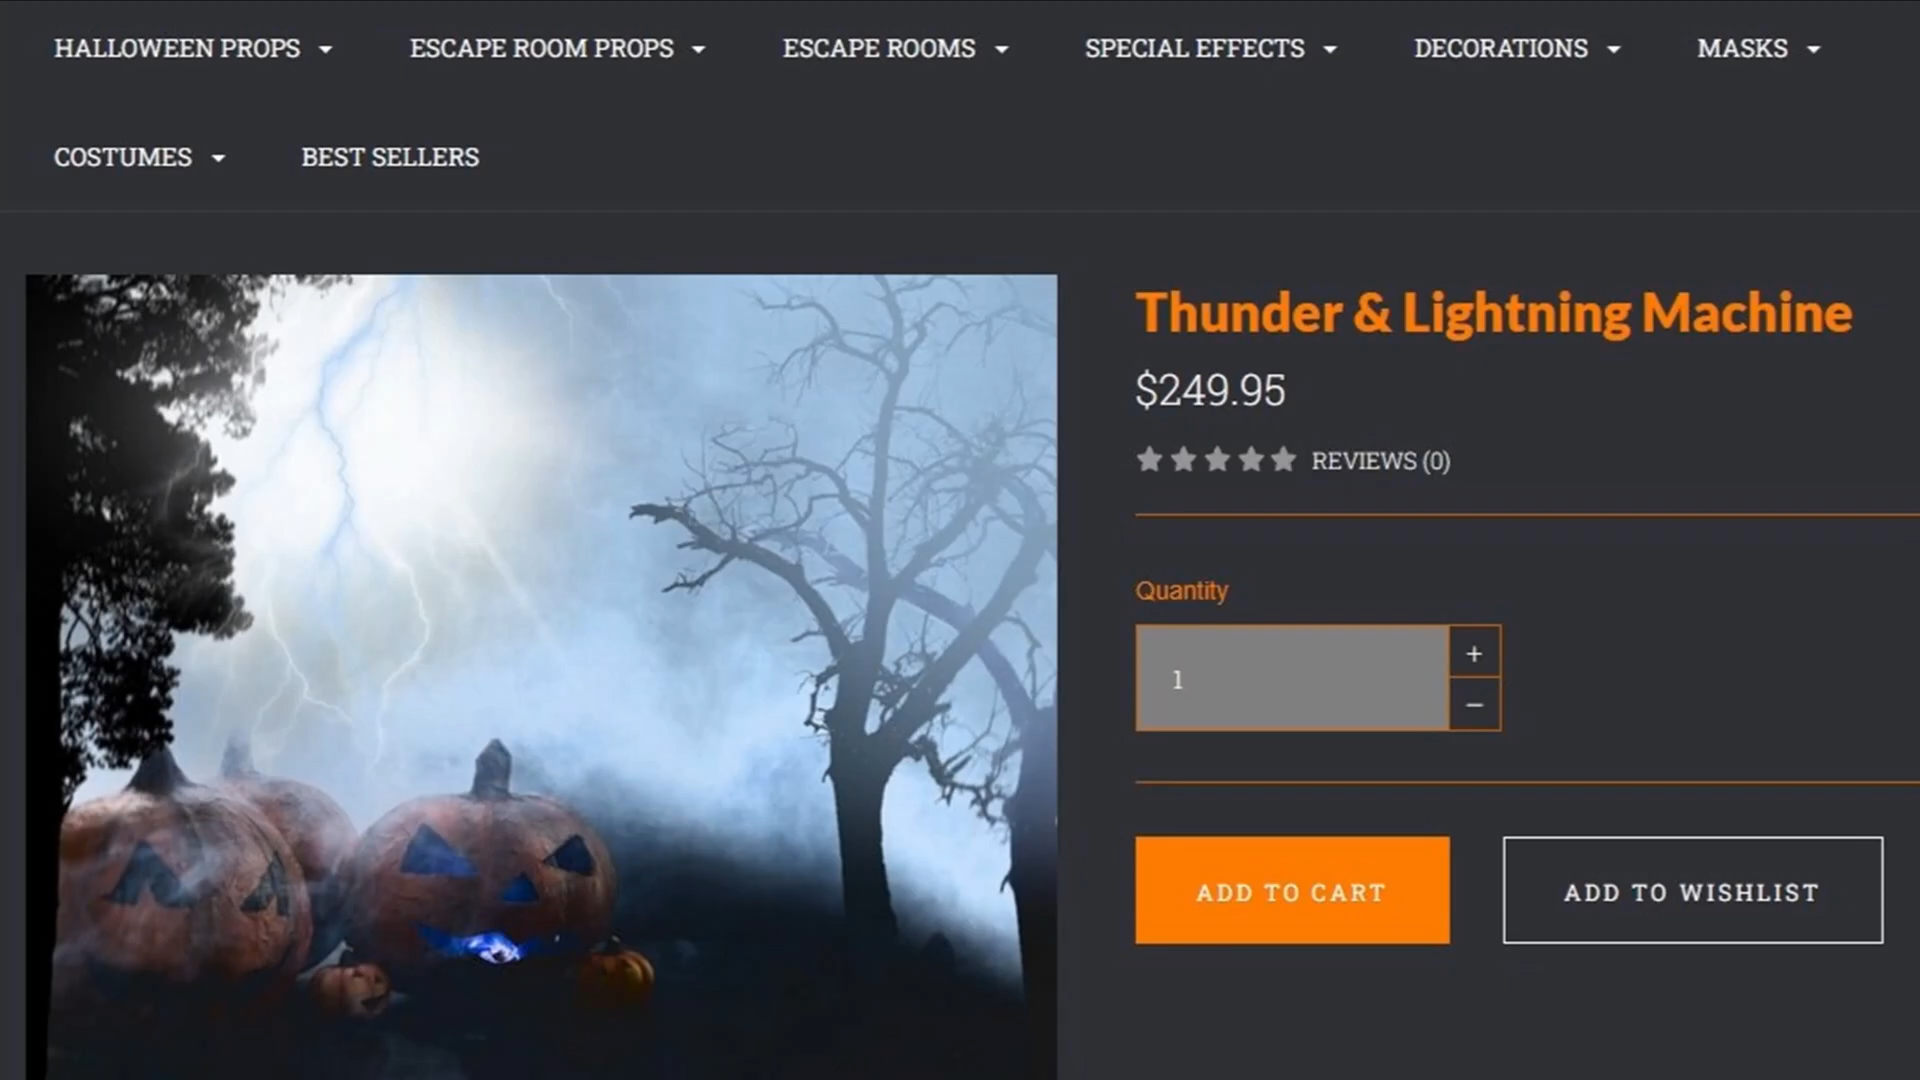 HALLOWEEN PROPS ESCAPE ROOM PROPS ESCAPE ROOMS SPECIAL EFFECTS DECORATIONS MASKS
COSTUMES BEST SELLERS
Thunder & Lightning Machine
$249.95
REVIEWS (0)
Quantity
1
+
−
ADD TO CART ADD TO WISHLIST